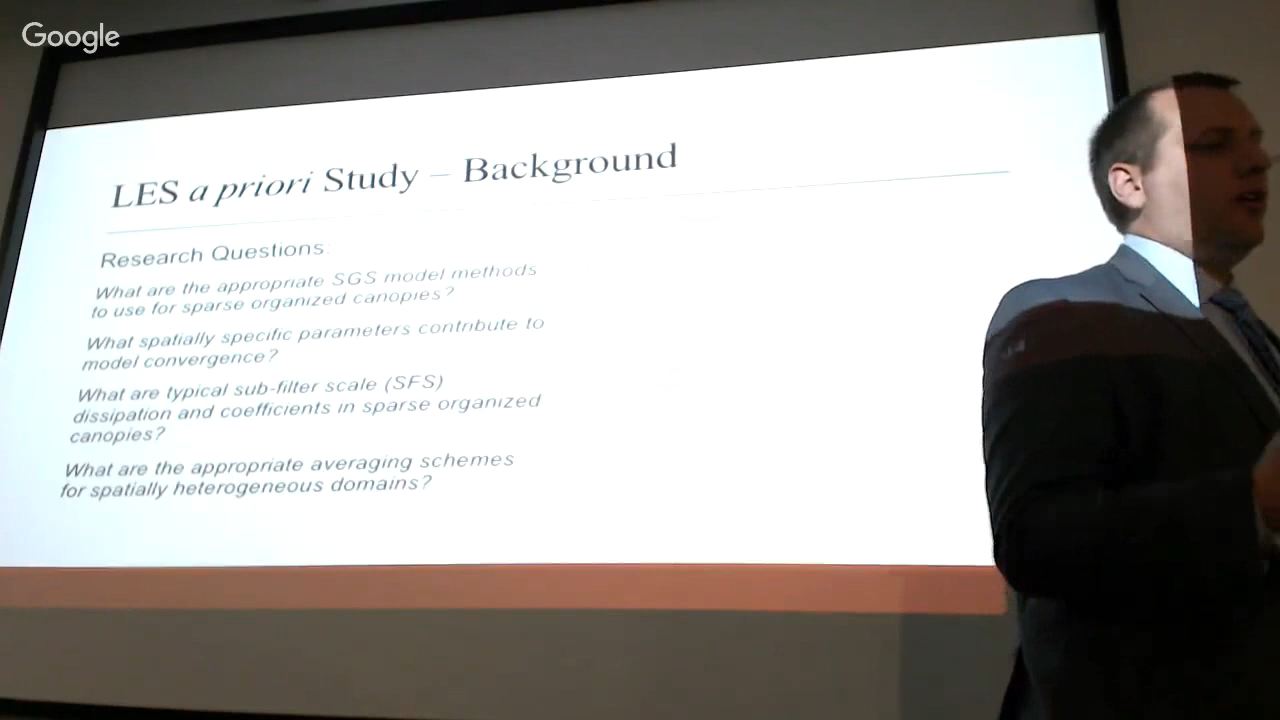 Google
LES a priori Study – Background
Research Questions:
What are the appropriate SGS model methods
to use for sparse organized canopies?
What spatially specific parameters contribute to
model convergence?
What are typical sub-filter scale (SFS)
dissipation and coefficients in sparse organized
canopies?
What are the appropriate averaging schemes
for spatially heterogeneous domains?